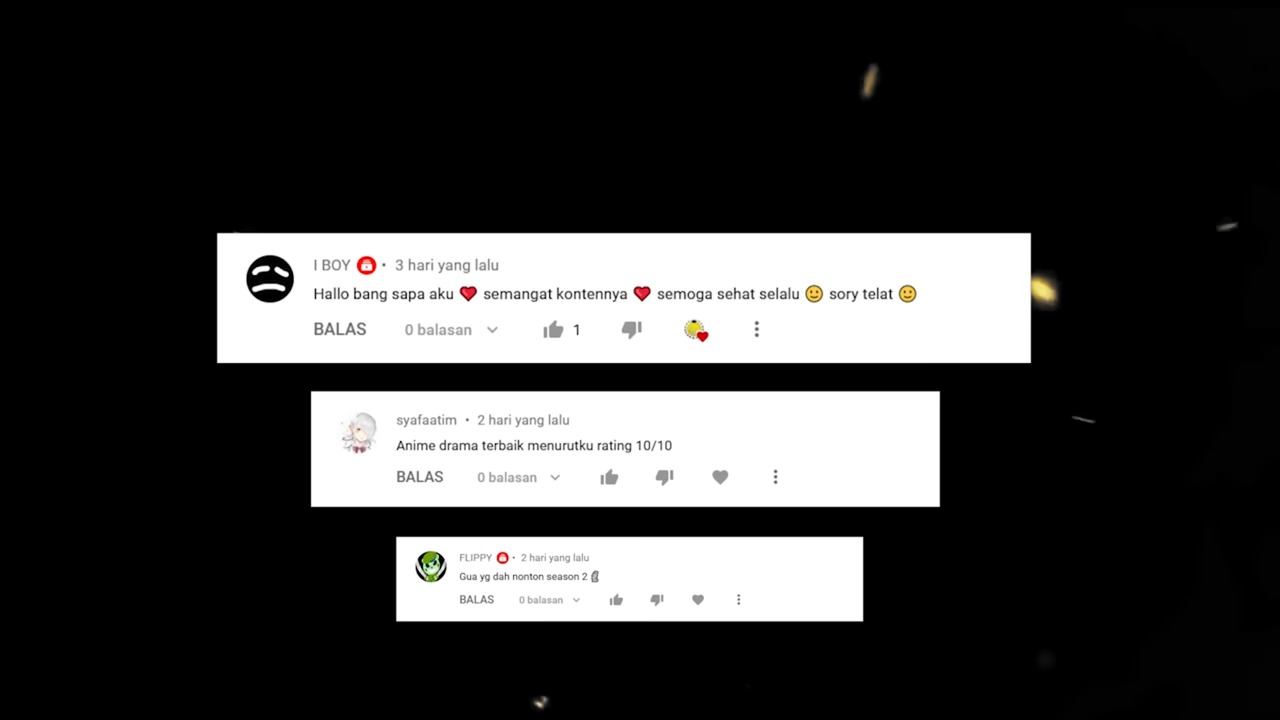 I BOY • 3 hari yang lalu
Hallo bang sapa aku ❤️ semangat kontennya ❤️ semoga sehat selalu 🙂 sory telat 🙂
BALAS 0 balasan 1
syafaatim • 2 hari yang lalu
Anime drama terbaik menurutku rating 10/10
BALAS 0 balasan
FLIPPY • 2 hari yang lalu
Gua yg dah nonton season 2 🗿
BALAS 0 balasan